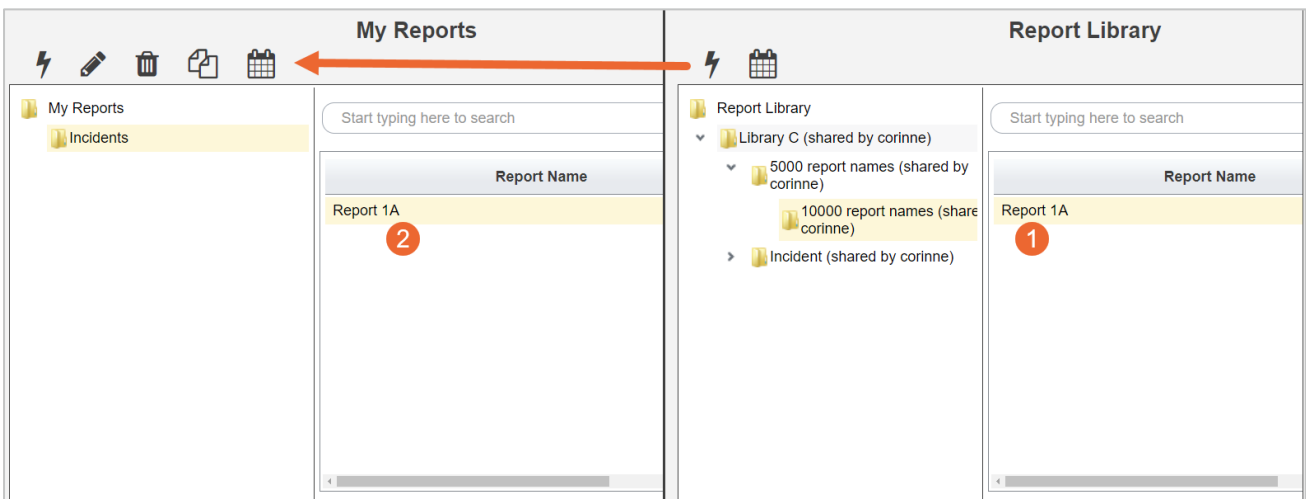 My Reports
Report Library
My Reports
Incidents
Start typing here to search
Report Name
Report 1A
2
Report Library
Library C (shared by corinne)
5000 report names (shared by
corinne)
10000 report names (share
corinne)
Incident (shared by corinne)
Start typing here to search
Report Name
Report 1A
1